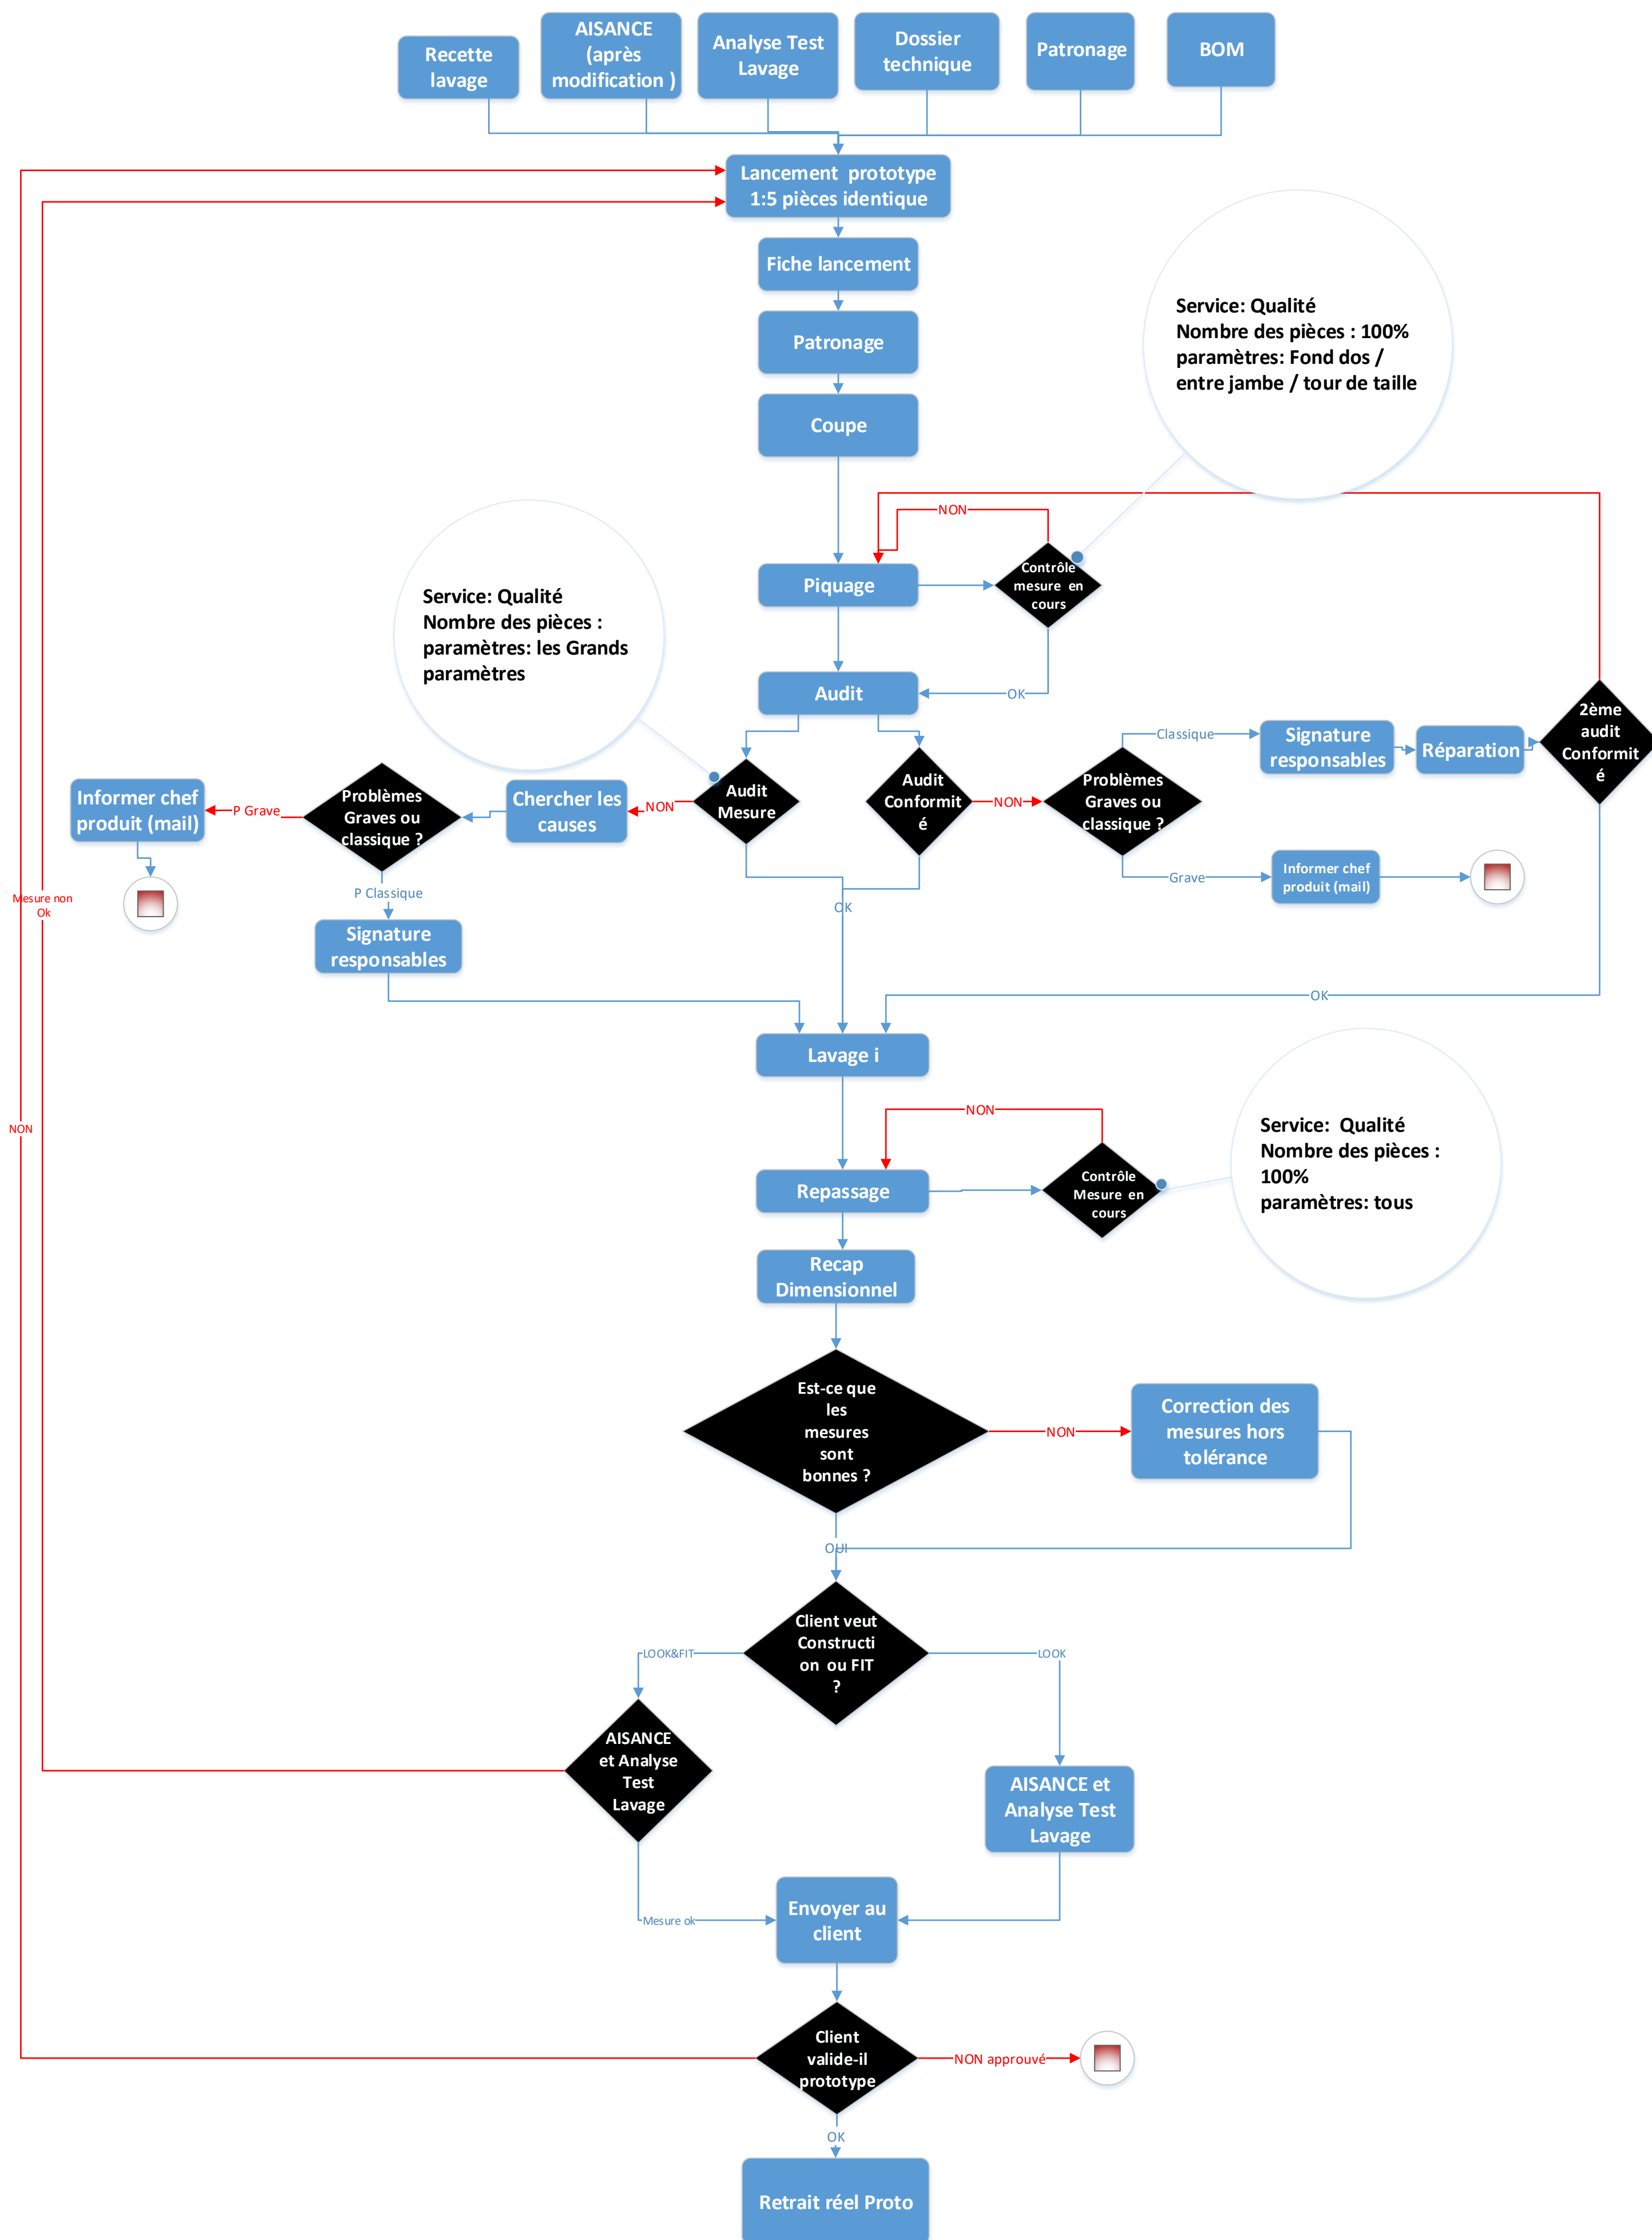 Recette
lavage
AISANCE
(après
modification )
Analyse Test
Lavage
Dossier
technique
Patronage
BOM
Lancement  prototype
1:5 pièces identique
Fiche lancement
Patronage
Coupe
Service: Qualité
Nombre des pièces : 100%
paramètres: Fond dos /
entre jambe / tour de taille
NON
Piquage
Contrôle
mesure  en
cours
Service: Qualité
Nombre des pièces :
paramètres: les Grands
paramètres
Audit
OK
Informer chef
produit (mail)
P Grave
Problèmes
Graves ou
classique ?
Chercher les
causes
NON
Audit
Mesure
Audit
Conformit
é
NON
Problèmes
Graves ou
classique ?
Classique
Signature
responsables
Réparation
2ème
audit
Conformit
é
Grave
Informer chef
produit (mail)
P Classique
Signature
responsables
OK
Mesure non
Ok
OK
Lavage i
NON
NON
Repassage
Contrôle
Mesure  en
cours
Service:  Qualité
Nombre des pièces :
100%
paramètres: tous
Recap
Dimensionnel
Est-ce que
les
mesures
sont
bonnes ?
NON
Correction des
mesures hors
tolérance
OUI
Client veut
Constructi
on  ou FIT
?
LOOK&FIT
LOOK
AISANCE
et Analyse
Test
Lavage
AISANCE et
Analyse Test
Lavage
Mesure ok
Envoyer au
client
Client
valide-il
prototype
NON approuvé
OK
Retrait réel Proto